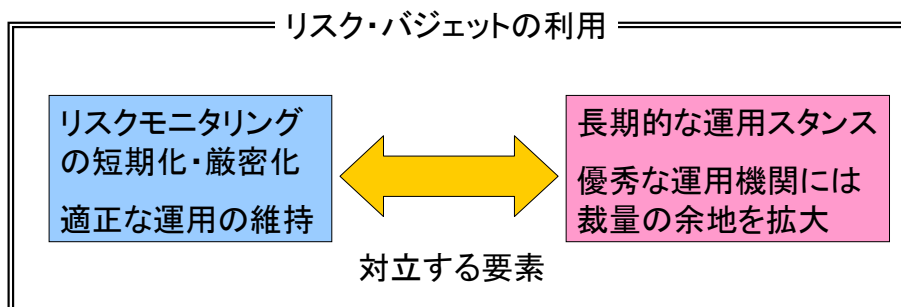 リスク・バジェットの利用
リスクモニタリング
の短期化・厳密化
適正な運用の維持
長期的な運用スタンス
優秀な運用機関には
裁量の余地を拡大
対立する要素